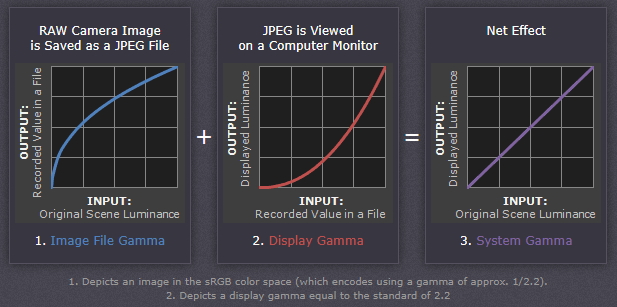 RAW Camera Image
is Saved as a JPEG File
OUTPUT:
Recorded Value in a File
INPUT:
Original Scene Luminance
1. Image File Gamma
+
JPEG is Viewed
on a Computer Monitor
OUTPUT:
Displayed Luminance
INPUT:
Recorded Value in a File
2. Display Gamma
=
Net Effect
OUTPUT:
Displayed Luminance
INPUT:
Original Scene Luminance
3. System Gamma
1. Depicts an image in the sRGB color space (which encodes using a gamma of approx. 1/2.2).
2. Depicts a display gamma equal to the standard of 2.2